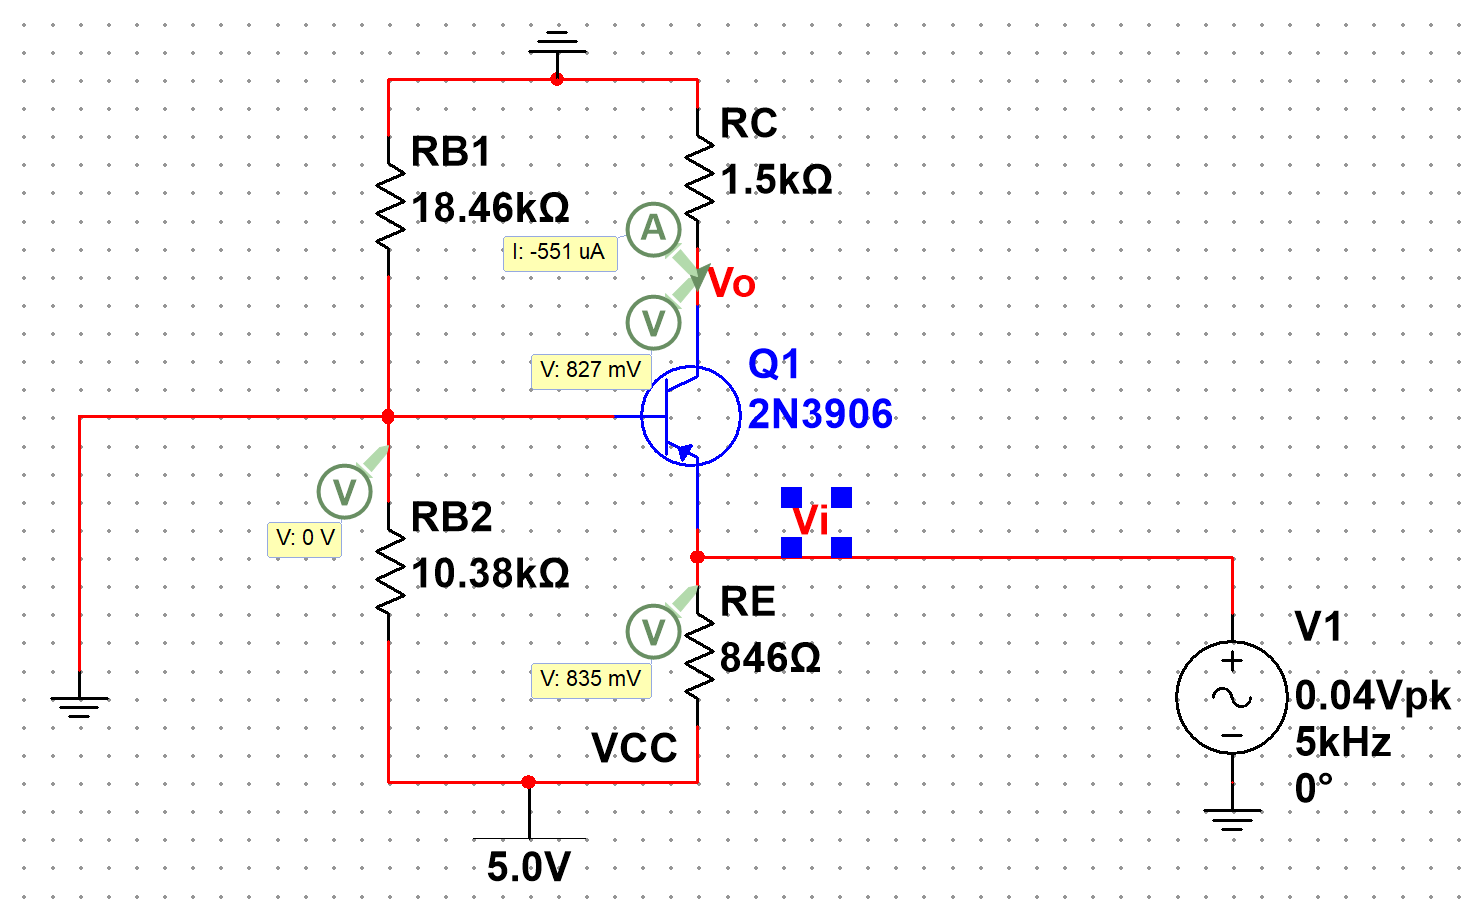 RB1
18.46kΩ
RC
1.5kΩ
A
I: -551 uA
Vo
V
V: 827 mV
Q1
2N3906
V
V: 0 V
RB2
10.38kΩ
Vi
RE
846Ω
V
V: 835 mV
VCC
5.0V
V1
0.04Vpk
5kHz
0°